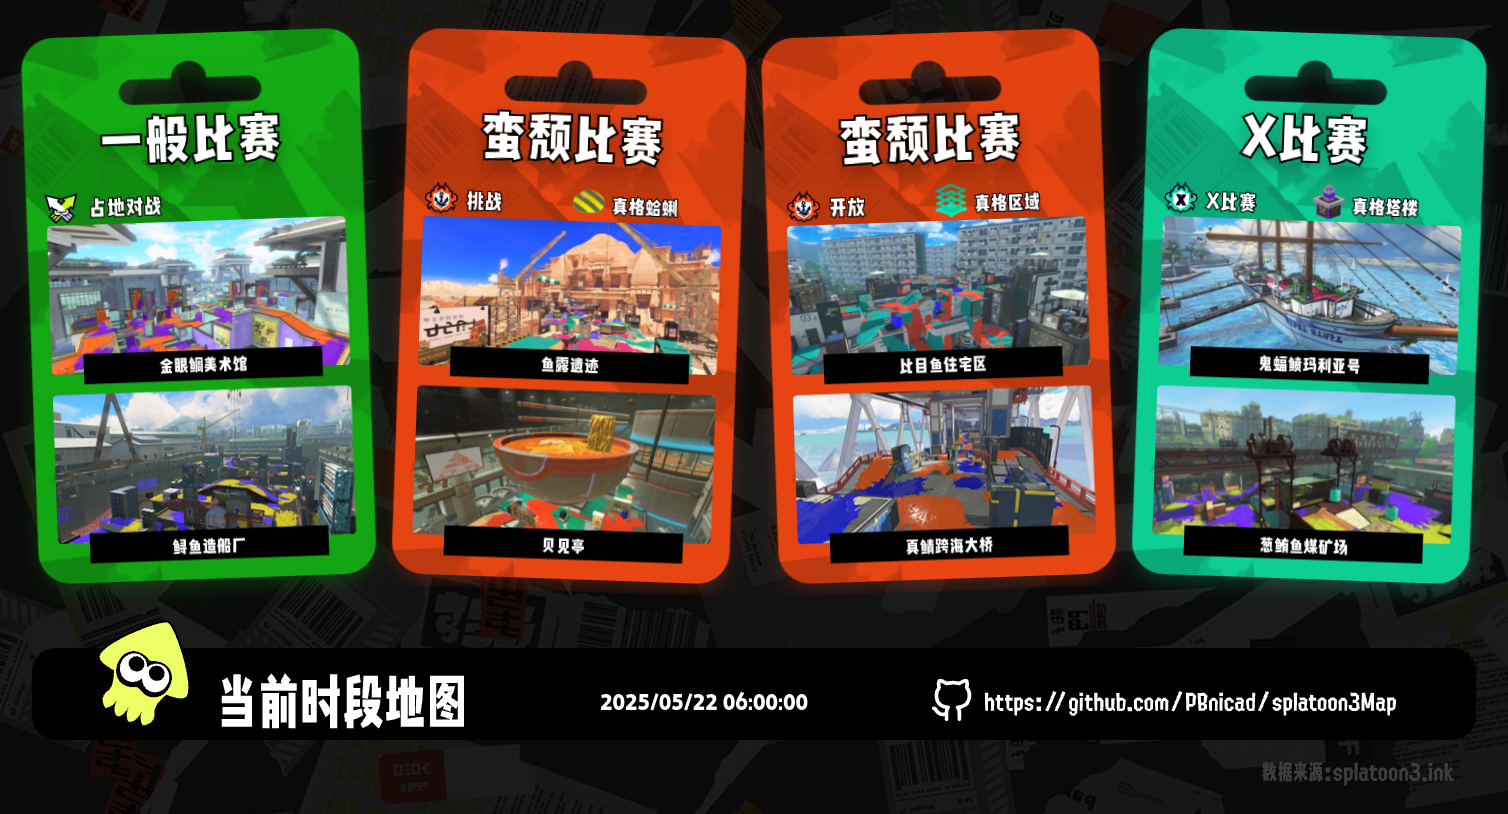 一般比赛
占地对战
金眼鲷美术馆
鲟鱼造船厂
蛮颓比赛
挑战
真格蛤蜊
鱼露遗迹
贝见亭
蛮颓比赛
开放
真格区域
比目鱼住宅区
真鲭跨海大桥
X比赛
X比赛
真格塔楼
鬼蝠鲼玛利亚号
葱鲔鱼煤矿场
当前时段地图
2025/05/22 06:00:00
https://github.com/PBnicad/splatoon3Map
数据来源:splatoon3.ink